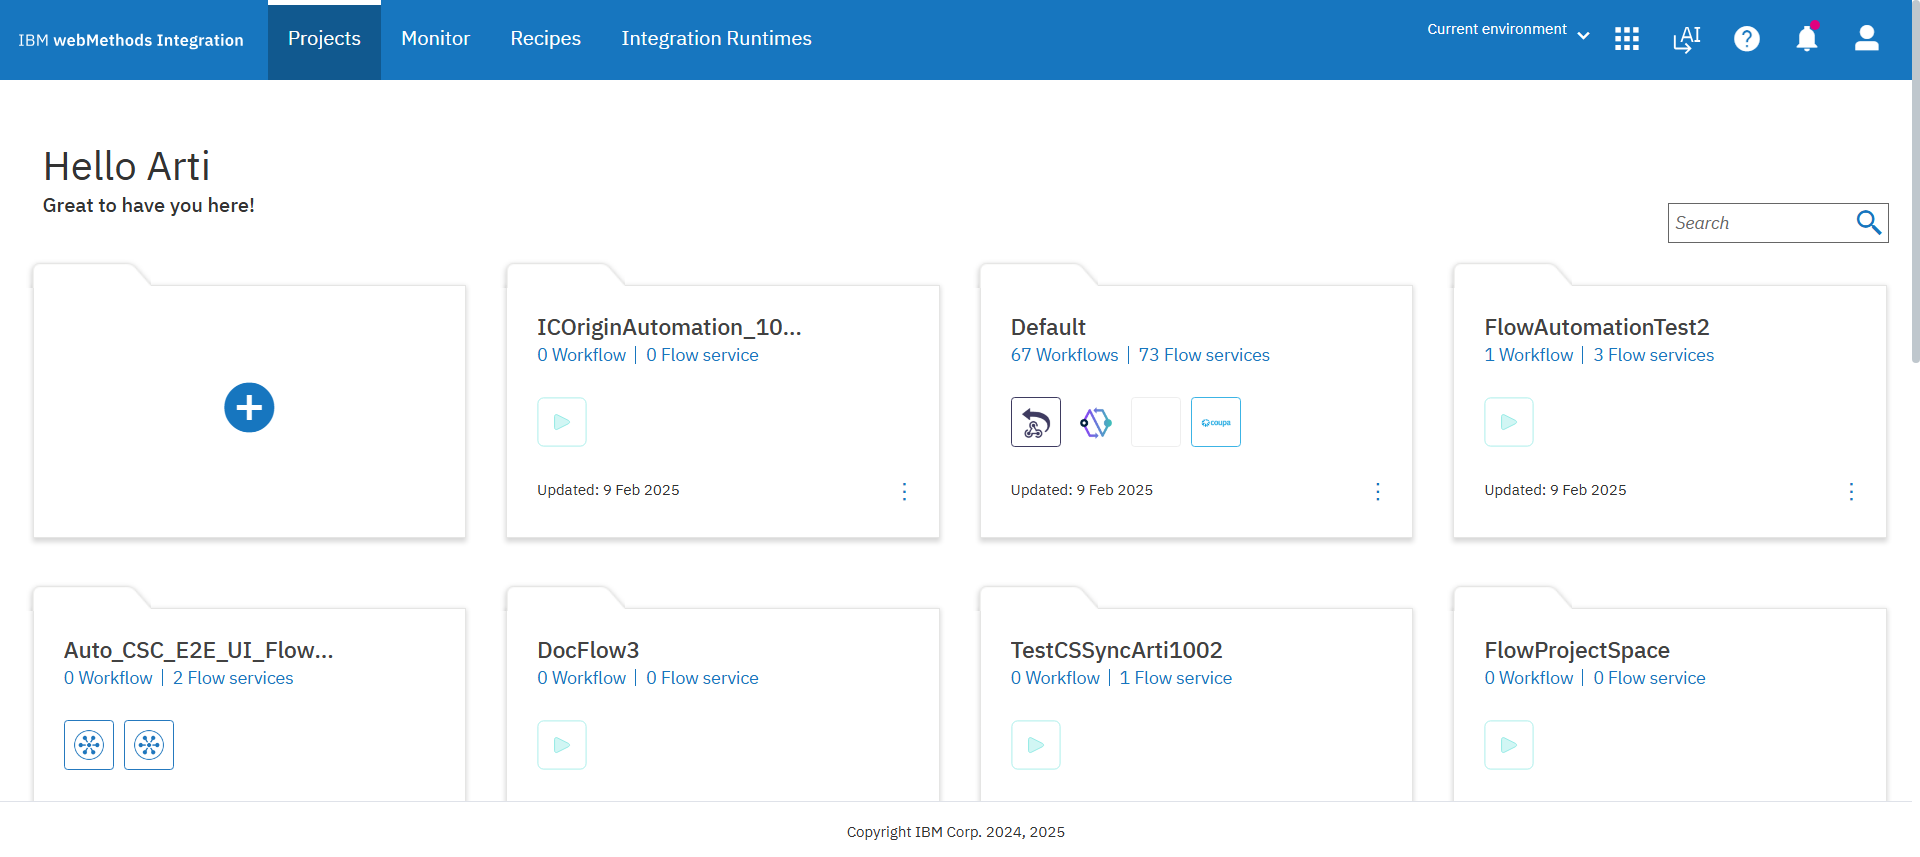 IBM webMethods Integration
Projects
Monitor
Recipes
Integration Runtimes
Current environment
AI
?
Hello Arti
Great to have you here!
Search
ICOriginAutomation_10...
0 Workflow | 0 Flow service
Updated: 9 Feb 2025
Default
67 Workflows | 73 Flow services
coupa
Updated: 9 Feb 2025
FlowAutomationTest2
1 Workflow | 3 Flow services
Updated: 9 Feb 2025
Auto_CSC_E2E_UI_Flow...
0 Workflow | 2 Flow services
DocFlow3
0 Workflow | 0 Flow service
TestCSSyncArti1002
0 Workflow | 1 Flow service
FlowProjectSpace
0 Workflow | 0 Flow service
Copyright IBM Corp. 2024, 2025